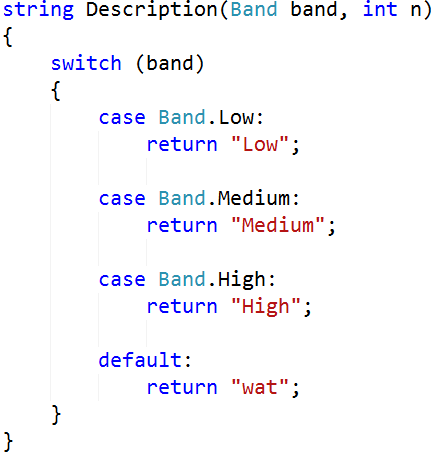 string Description(Band band, int n)
{
    switch (band)
    {
        case Band.Low:
            return "Low";

        case Band.Medium:
            return "Medium";

        case Band.High:
            return "High";

        default:
            return "wat";
    }
}